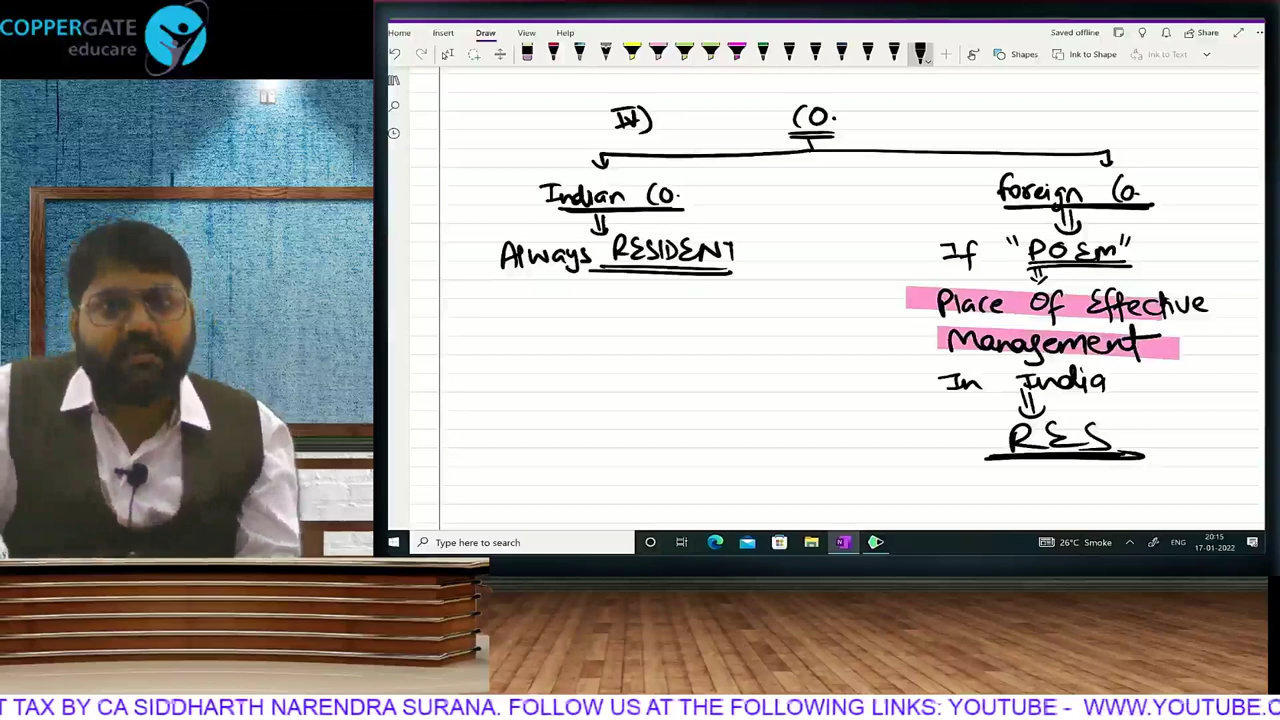 COPPERGATE
educare
Home Insert Draw View Help Saved offline Share
Shapes Ink to Shape Ink to Text
IV) CO.
Indian Co. foreign Co.
Always RESIDENT If "POEM"
Place Of Effective
Management
In India
RES
Type here to search 26°C Smoke ENG 20:15
17-01-2022
T TAX BY CA SIDDHARTH NARENDRA SURANA. FOLLOW US AT THE FOLLOWING LINKS: YOUTUBE - WWW.YOUTUBE.C